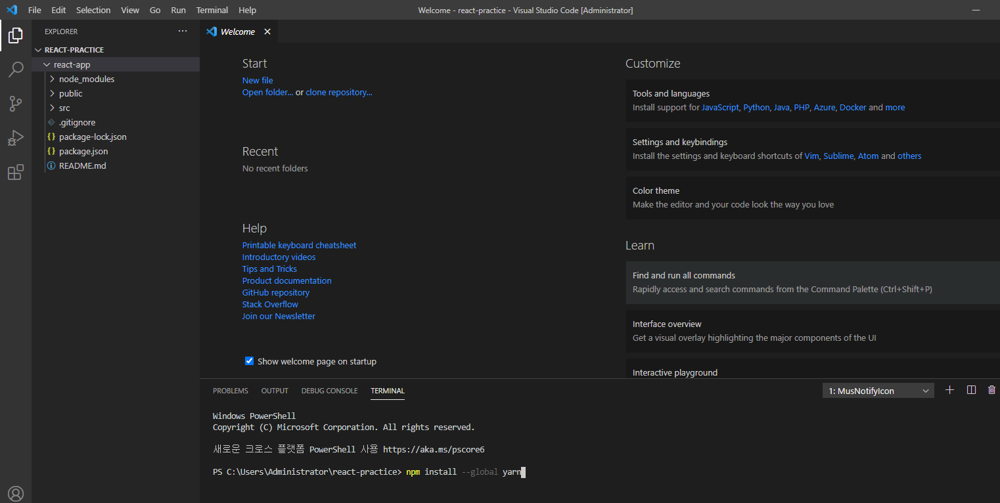 File Edit Selection View Go Run Terminal Help
Welcome - react-practice - Visual Studio Code [Administrator]
EXPLORER
REACT-PRACTICE
react-app
node_modules
public
src
.gitignore
package-lock.json
package.json
README.md
Welcome
Start
New file
Open folder... or clone repository...
Recent
No recent folders
Help
Printable keyboard cheatsheet
Introductory videos
Tips and Tricks
Product documentation
GitHub repository
Stack Overflow
Join our Newsletter
Show welcome page on startup
Customize
Tools and languages
Install support for JavaScript, Python, Java, PHP, Azure, Docker and more
Settings and keybindings
Install the settings and keyboard shortcuts of Vim, Sublime, Atom and others
Color theme
Make the editor and your code look the way you love
Learn
Find and run all commands
Rapidly access and search commands from the Command Palette (Ctrl+Shift+P)
Interface overview
Get a visual overlay highlighting the major components of the UI
Interactive playground
PROBLEMS OUTPUT DEBUG CONSOLE TERMINAL
1: MusNotifyIcon
Windows PowerShell
Copyright (C) Microsoft Corporation. All rights reserved.
새로운 크로스 플랫폼 PowerShell 사용 https://aka.ms/pscore6
PS C:\Users\Administrator\react-practice> npm install --global yarn